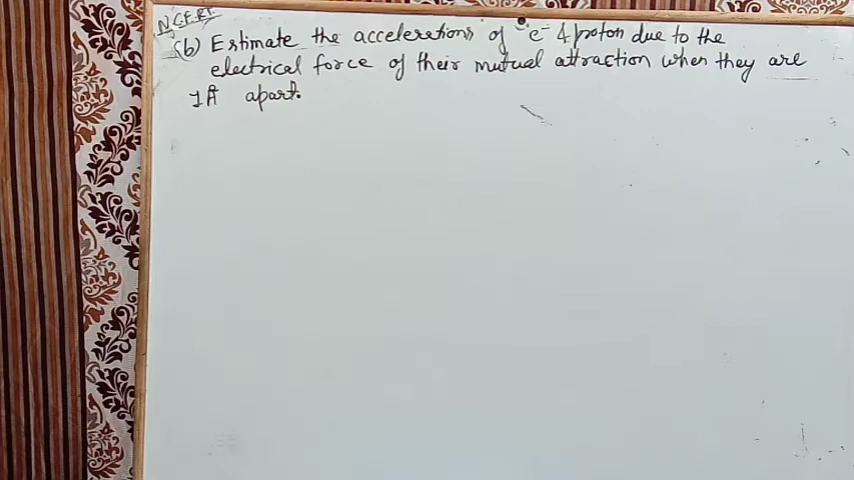 NCERT
(b) Estimate the accelerations of e⁻ & proton due to the
electrical force of their mutual attraction when they are
1Å apart.